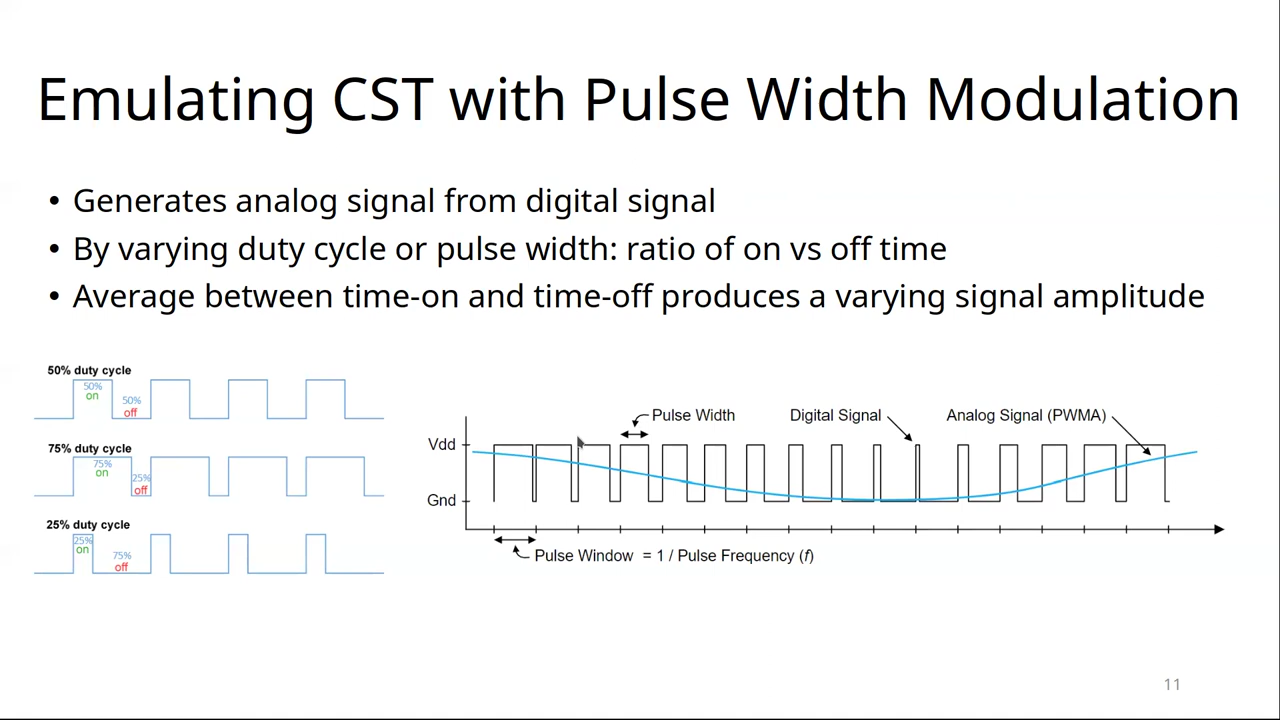 Emulating CST with Pulse Width Modulation
• Generates analog signal from digital signal
• By varying duty cycle or pulse width: ratio of on vs off time
• Average between time-on and time-off produces a varying signal amplitude
50% duty cycle
50%
on
50%
off
75% duty cycle
75%
on
25%
off
25% duty cycle
25%
on
75%
off
Pulse Width
Digital Signal
Analog Signal (PWMA)
Vdd
Gnd
Pulse Window = 1 / Pulse Frequency (f)
11